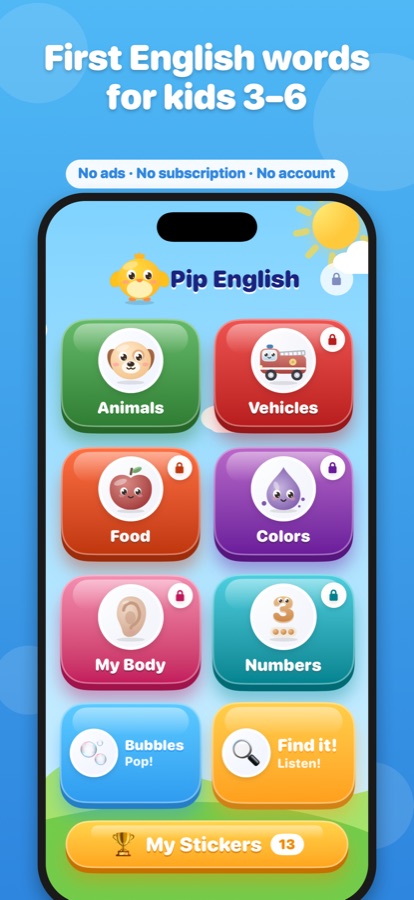 First English words
for kids 3–6
No ads · No subscription · No account
Pip English
Animals
Vehicles
Food
Colors
My Body
3
Numbers
Bubbles
Pop!
Find it!
Listen!
My Stickers 13